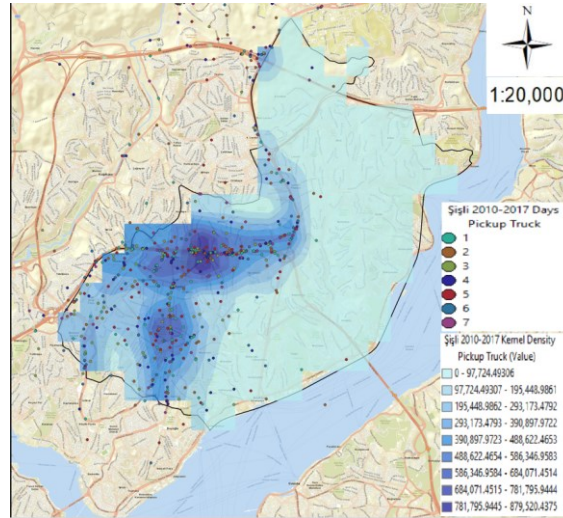 N
1:20,000
Şişli 2010-2017 Days
Pickup Truck
1
2
3
4
5
6
7
Şişli 2010-2017 Kernel Density
Pickup Truck (Value)
0 - 97,724.49306
97,724.49307 - 195,448.9861
195,448.9862 - 293,173.4792
293,173.4793 - 390,897.9722
390,897.9723 - 488,622.4653
488,622.4654 - 586,346.9583
586,346.9584 - 684,071.4514
684,071.4515 - 781,795.9444
781,795.9445 - 879,520.4375